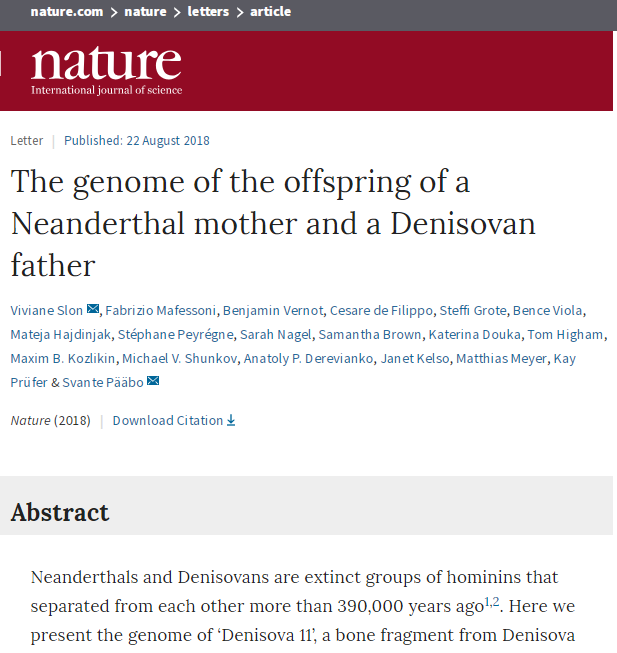 nature.com > nature > letters > article
nature
International journal of science
Letter | Published: 22 August 2018
The genome of the offspring of a
Neanderthal mother and a Denisovan
father
Viviane Slon, Fabrizio Mafessoni, Benjamin Vernot, Cesare de Filippo, Steffi Grote, Bence Viola,
Mateja Hajdinjak, Stéphane Peyrégne, Sarah Nagel, Samantha Brown, Katerina Douka, Tom Higham,
Maxim B. Kozlikin, Michael V. Shunkov, Anatoly P. Derevianko, Janet Kelso, Matthias Meyer, Kay
Prüfer & Svante Pääbo
Nature (2018) | Download Citation
Abstract
Neanderthals and Denisovans are extinct groups of hominins that
separated from each other more than 390,000 years ago1,2. Here we
present the genome of ‘Denisova 11’, a bone fragment from Denisova